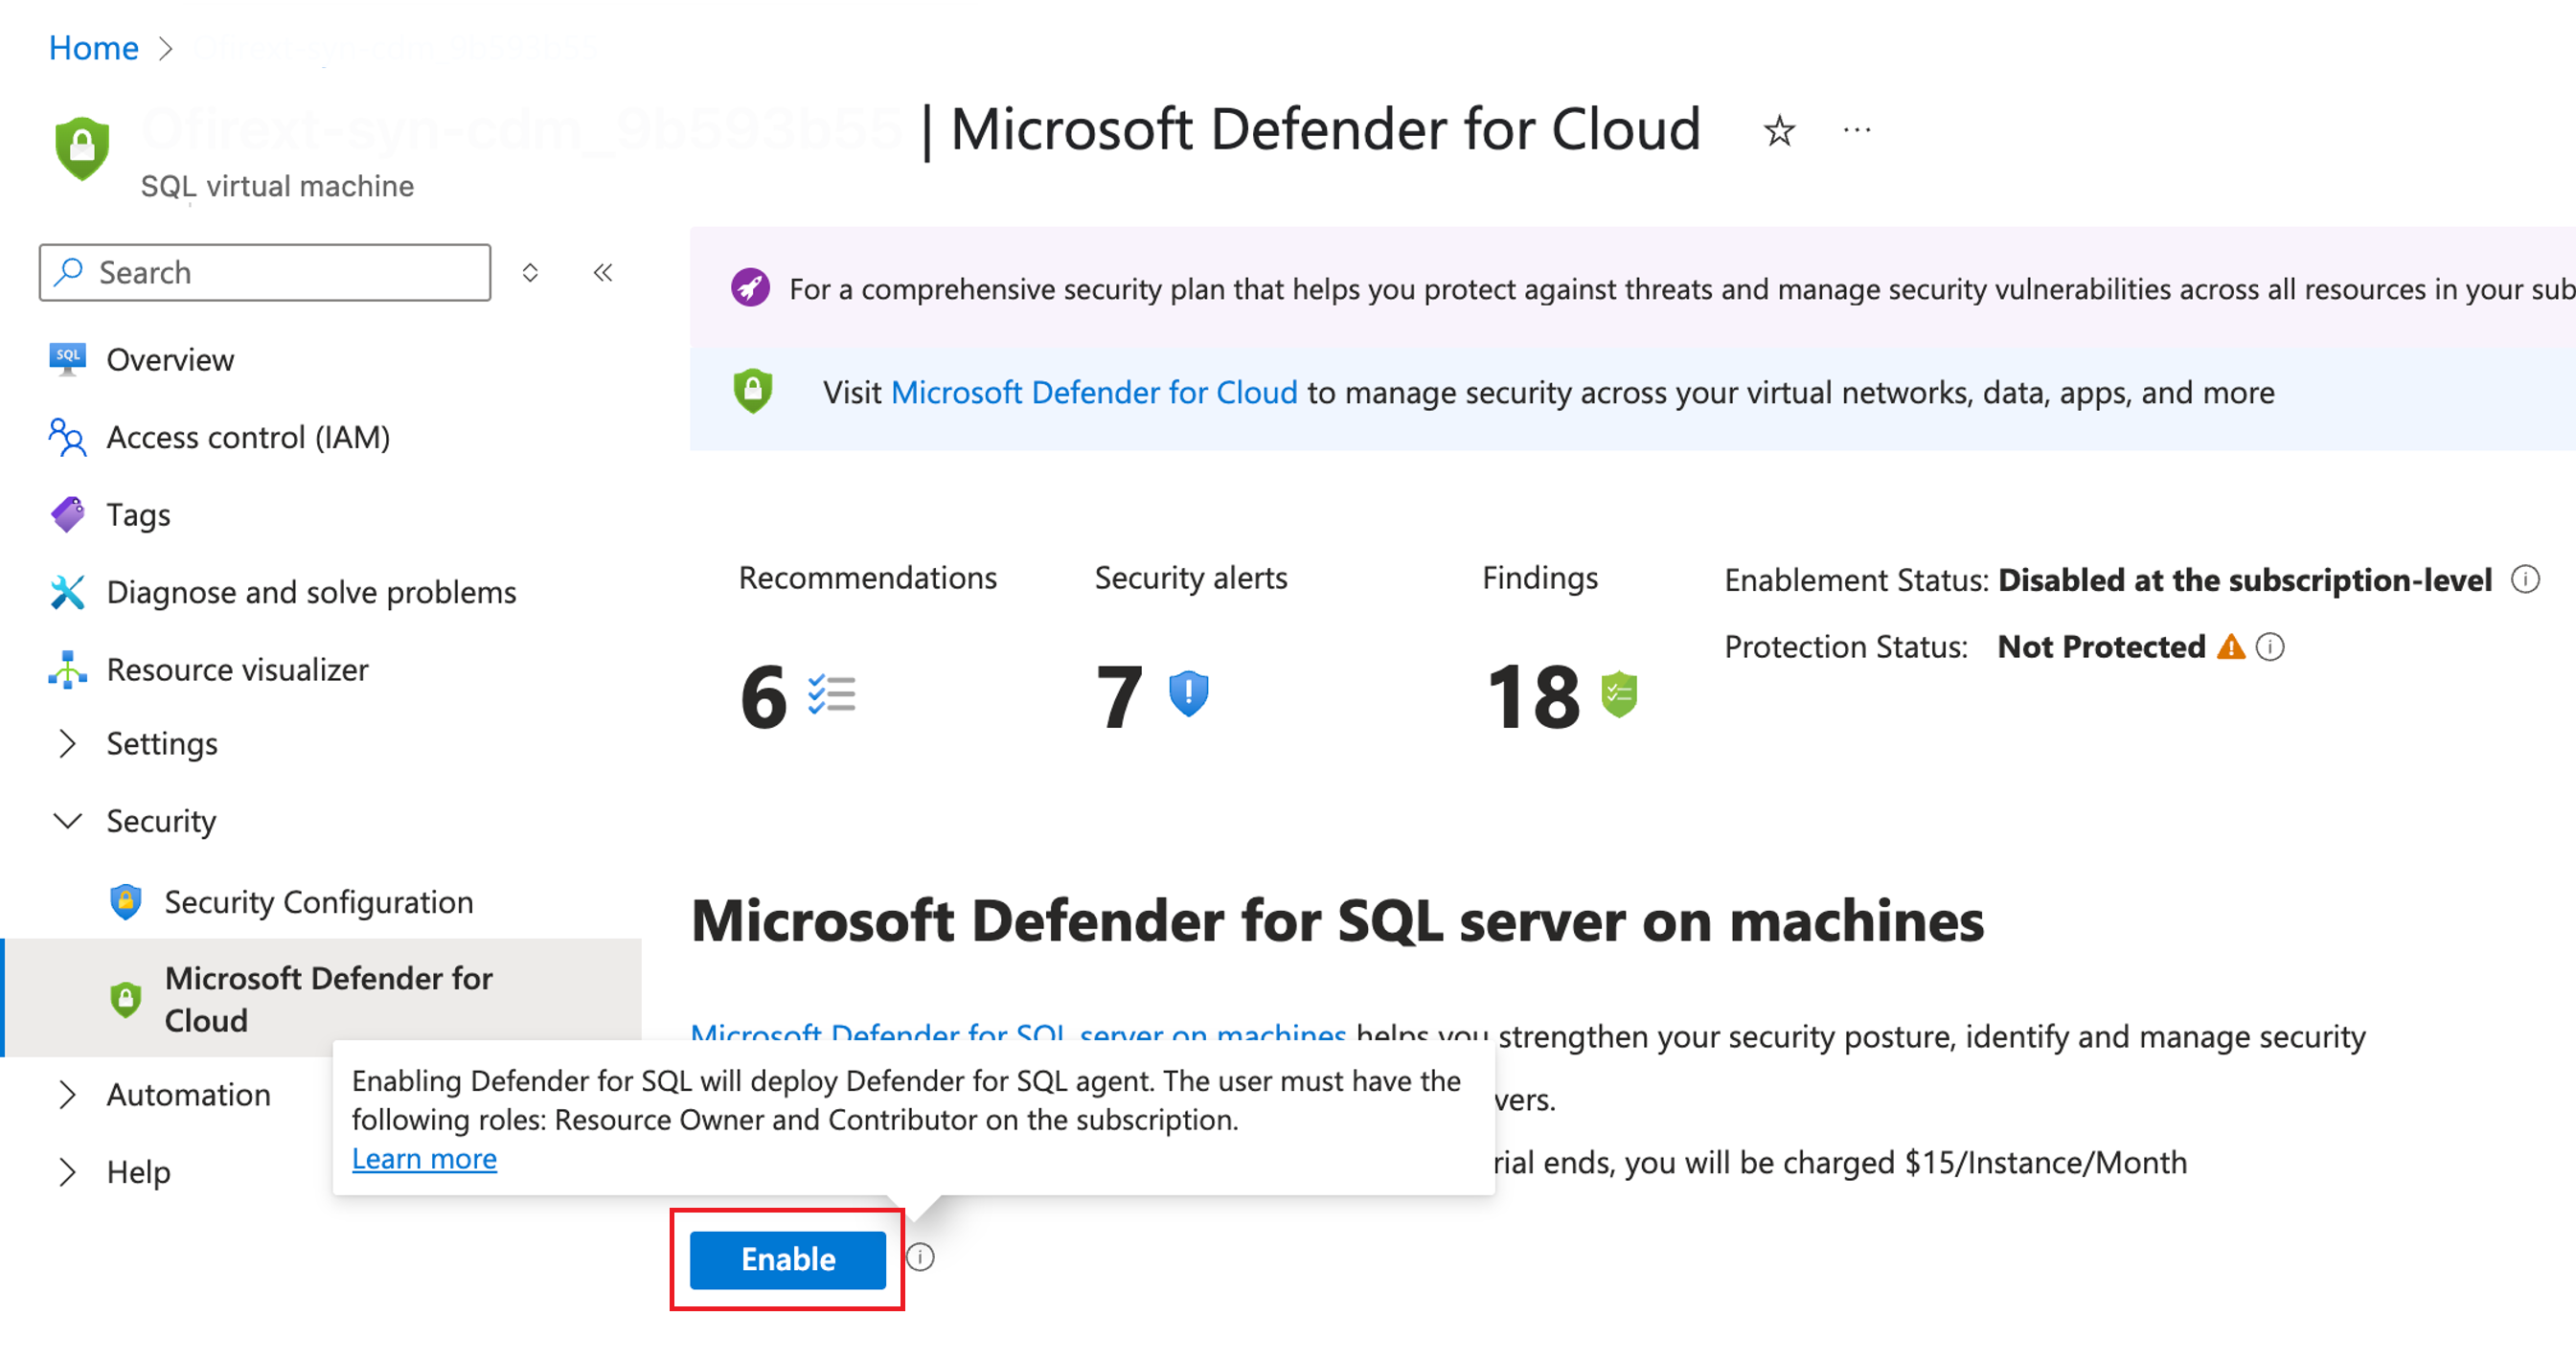 Home
Ofirext-syn-cdm_9b593b55 | Microsoft Defender for Cloud
SQL virtual machine
Search
For a comprehensive security plan that helps you protect against threats and manage security vulnerabilities across all resources in your sub
Visit Microsoft Defender for Cloud to manage security across your virtual networks, data, apps, and more
SQL
Overview
Access control (IAM)
Tags
Diagnose and solve problems
Resource visualizer
Settings
Security
Security Configuration
Microsoft Defender for
Cloud
Automation
Help
Recommendations
6
Security alerts
7
Findings
18
Enablement Status: Disabled at the subscription-level
Protection Status: Not Protected
Microsoft Defender for SQL server on machines
Microsoft Defender for SQL server on machines helps you strengthen your security posture, identify and manage security
vers.
rial ends, you will be charged $15/Instance/Month
Enabling Defender for SQL will deploy Defender for SQL agent. The user must have the
following roles: Resource Owner and Contributor on the subscription.
Learn more
Enable